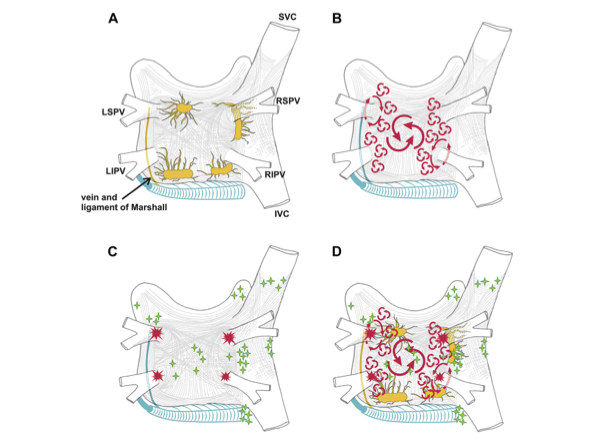 A
SVC
B
LSPV
RSPV
LIPV
RIPV
vein and
ligament of Marshall
IVC
C
D